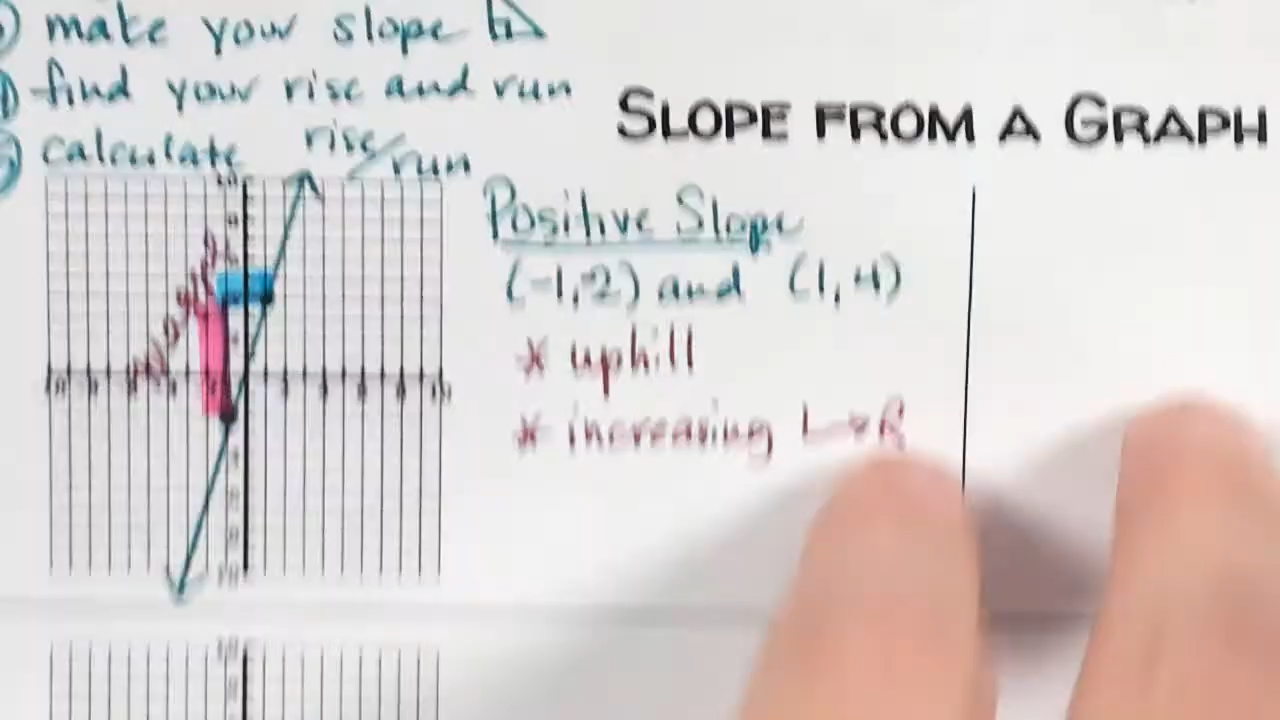 make your slope
find your rise and run
calculate rise/run
SLOPE FROM A GRAPH
Positive Slope
(-1,-2) and (1,4)
* uphill
* increasing L→R